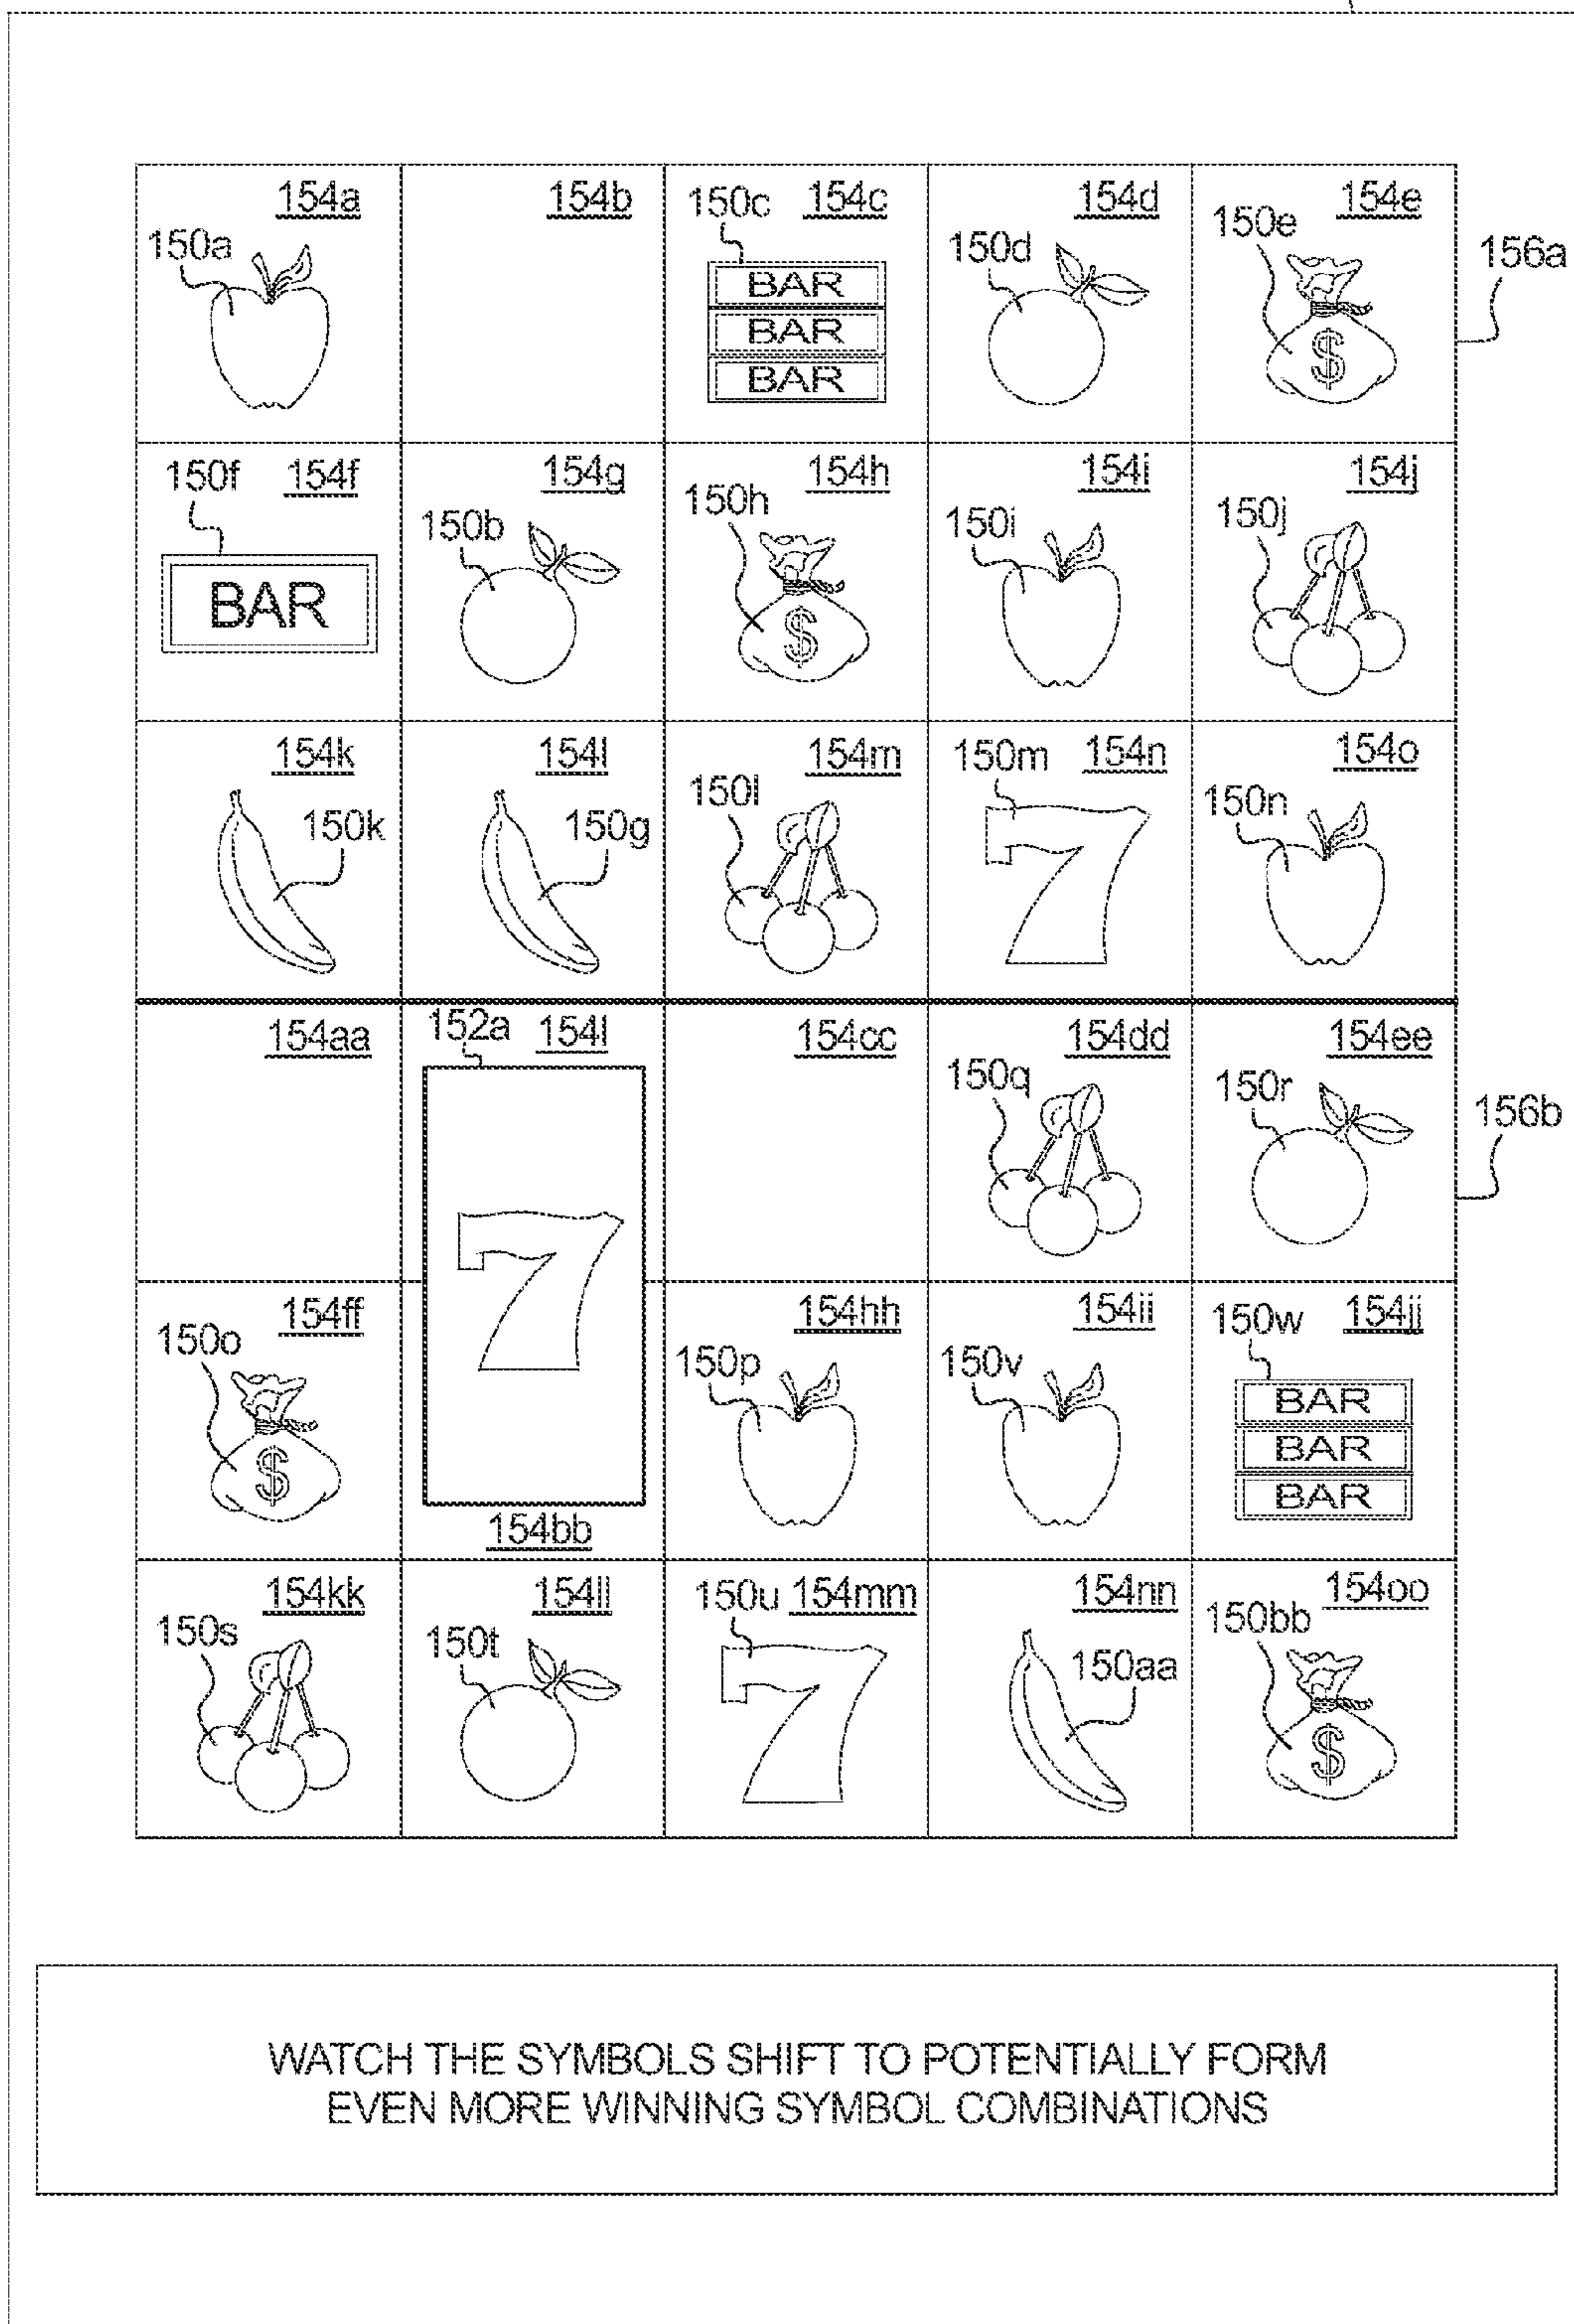 154a 154b 150c 154c 154d 154e
150a 150d 150e 156a
BAR
BAR
BAR
$
150f 154f 154g 154h 154i 154j
150b 150h 150i 150j
BAR
$
154k 154l 154m 150m 154n 154o
150k 150g 150l 150n
7
154aa 152a 154l 154cc 154dd 154ee
150q 150r 156b
7
154ff 154hh 154ii 150w 154jj
150o 150p 150v
BAR
BAR
BAR
$
154bb
154kk 154ll 150u 154mm 154nn 154oo
150s 150t 150aa 150bb
7
$
WATCH THE SYMBOLS SHIFT TO POTENTIALLY FORM
EVEN MORE WINNING SYMBOL COMBINATIONS